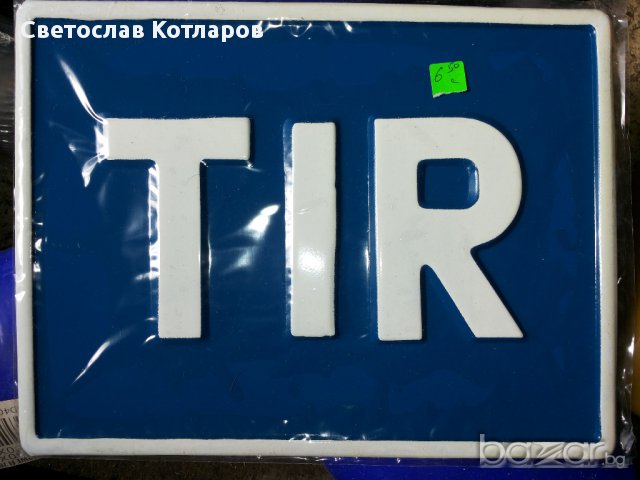 Светослав Котларов
6 50
TIR
bazar.bg